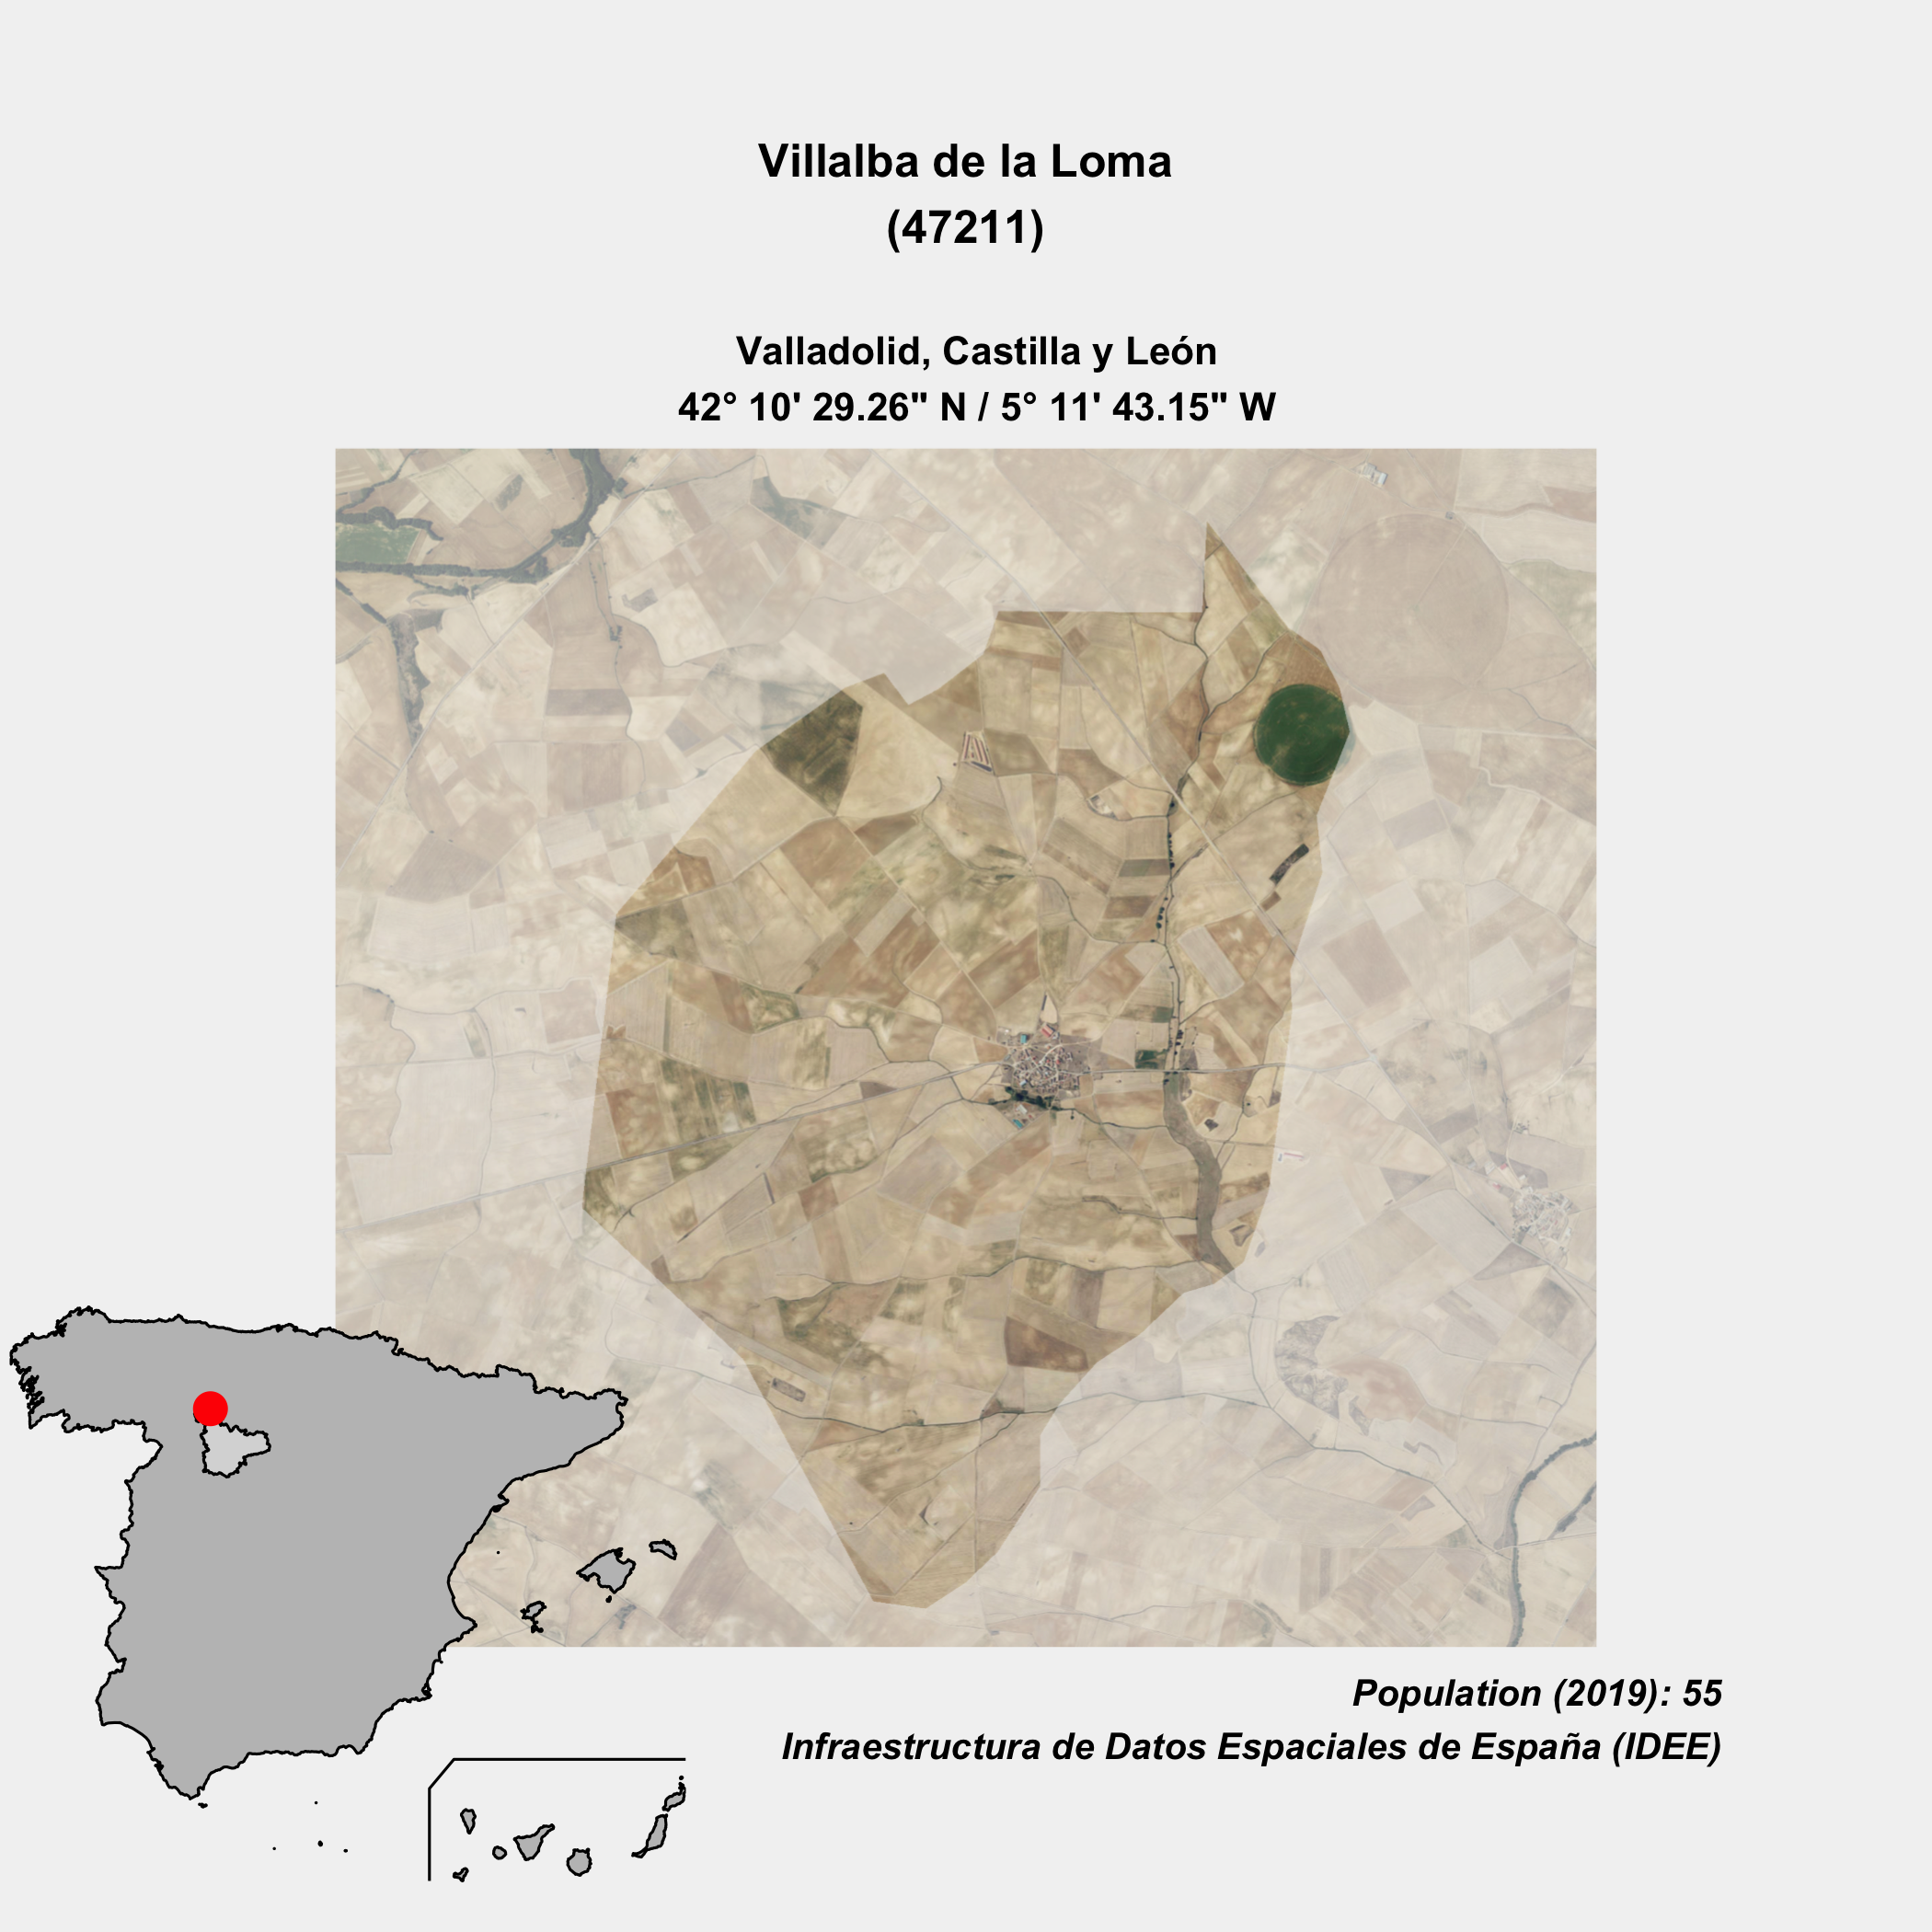 Villalba de la Loma
(47211)
Valladolid, Castilla y León
42° 10' 29.26" N / 5° 11' 43.15" W
Population (2019): 55
Infraestructura de Datos Espaciales de España (IDEE)